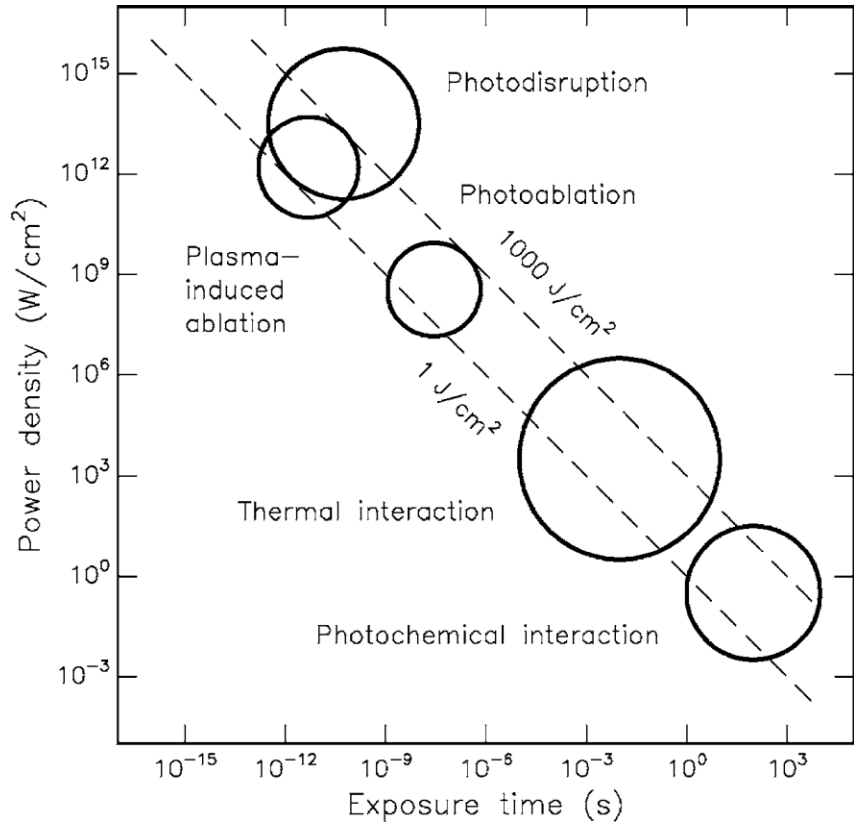 Power density (W/cm²)
10¹⁵
10¹²
10⁹
10⁶
10³
10⁰
10⁻³
Photodisruption
Photoablation
Plasma–
induced
ablation
1000 J/cm²
1 J/cm²
Thermal interaction
Photochemical interaction
10⁻¹⁵ 10⁻¹² 10⁻⁹ 10⁻⁶ 10⁻³ 10⁰ 10³
Exposure time (s)